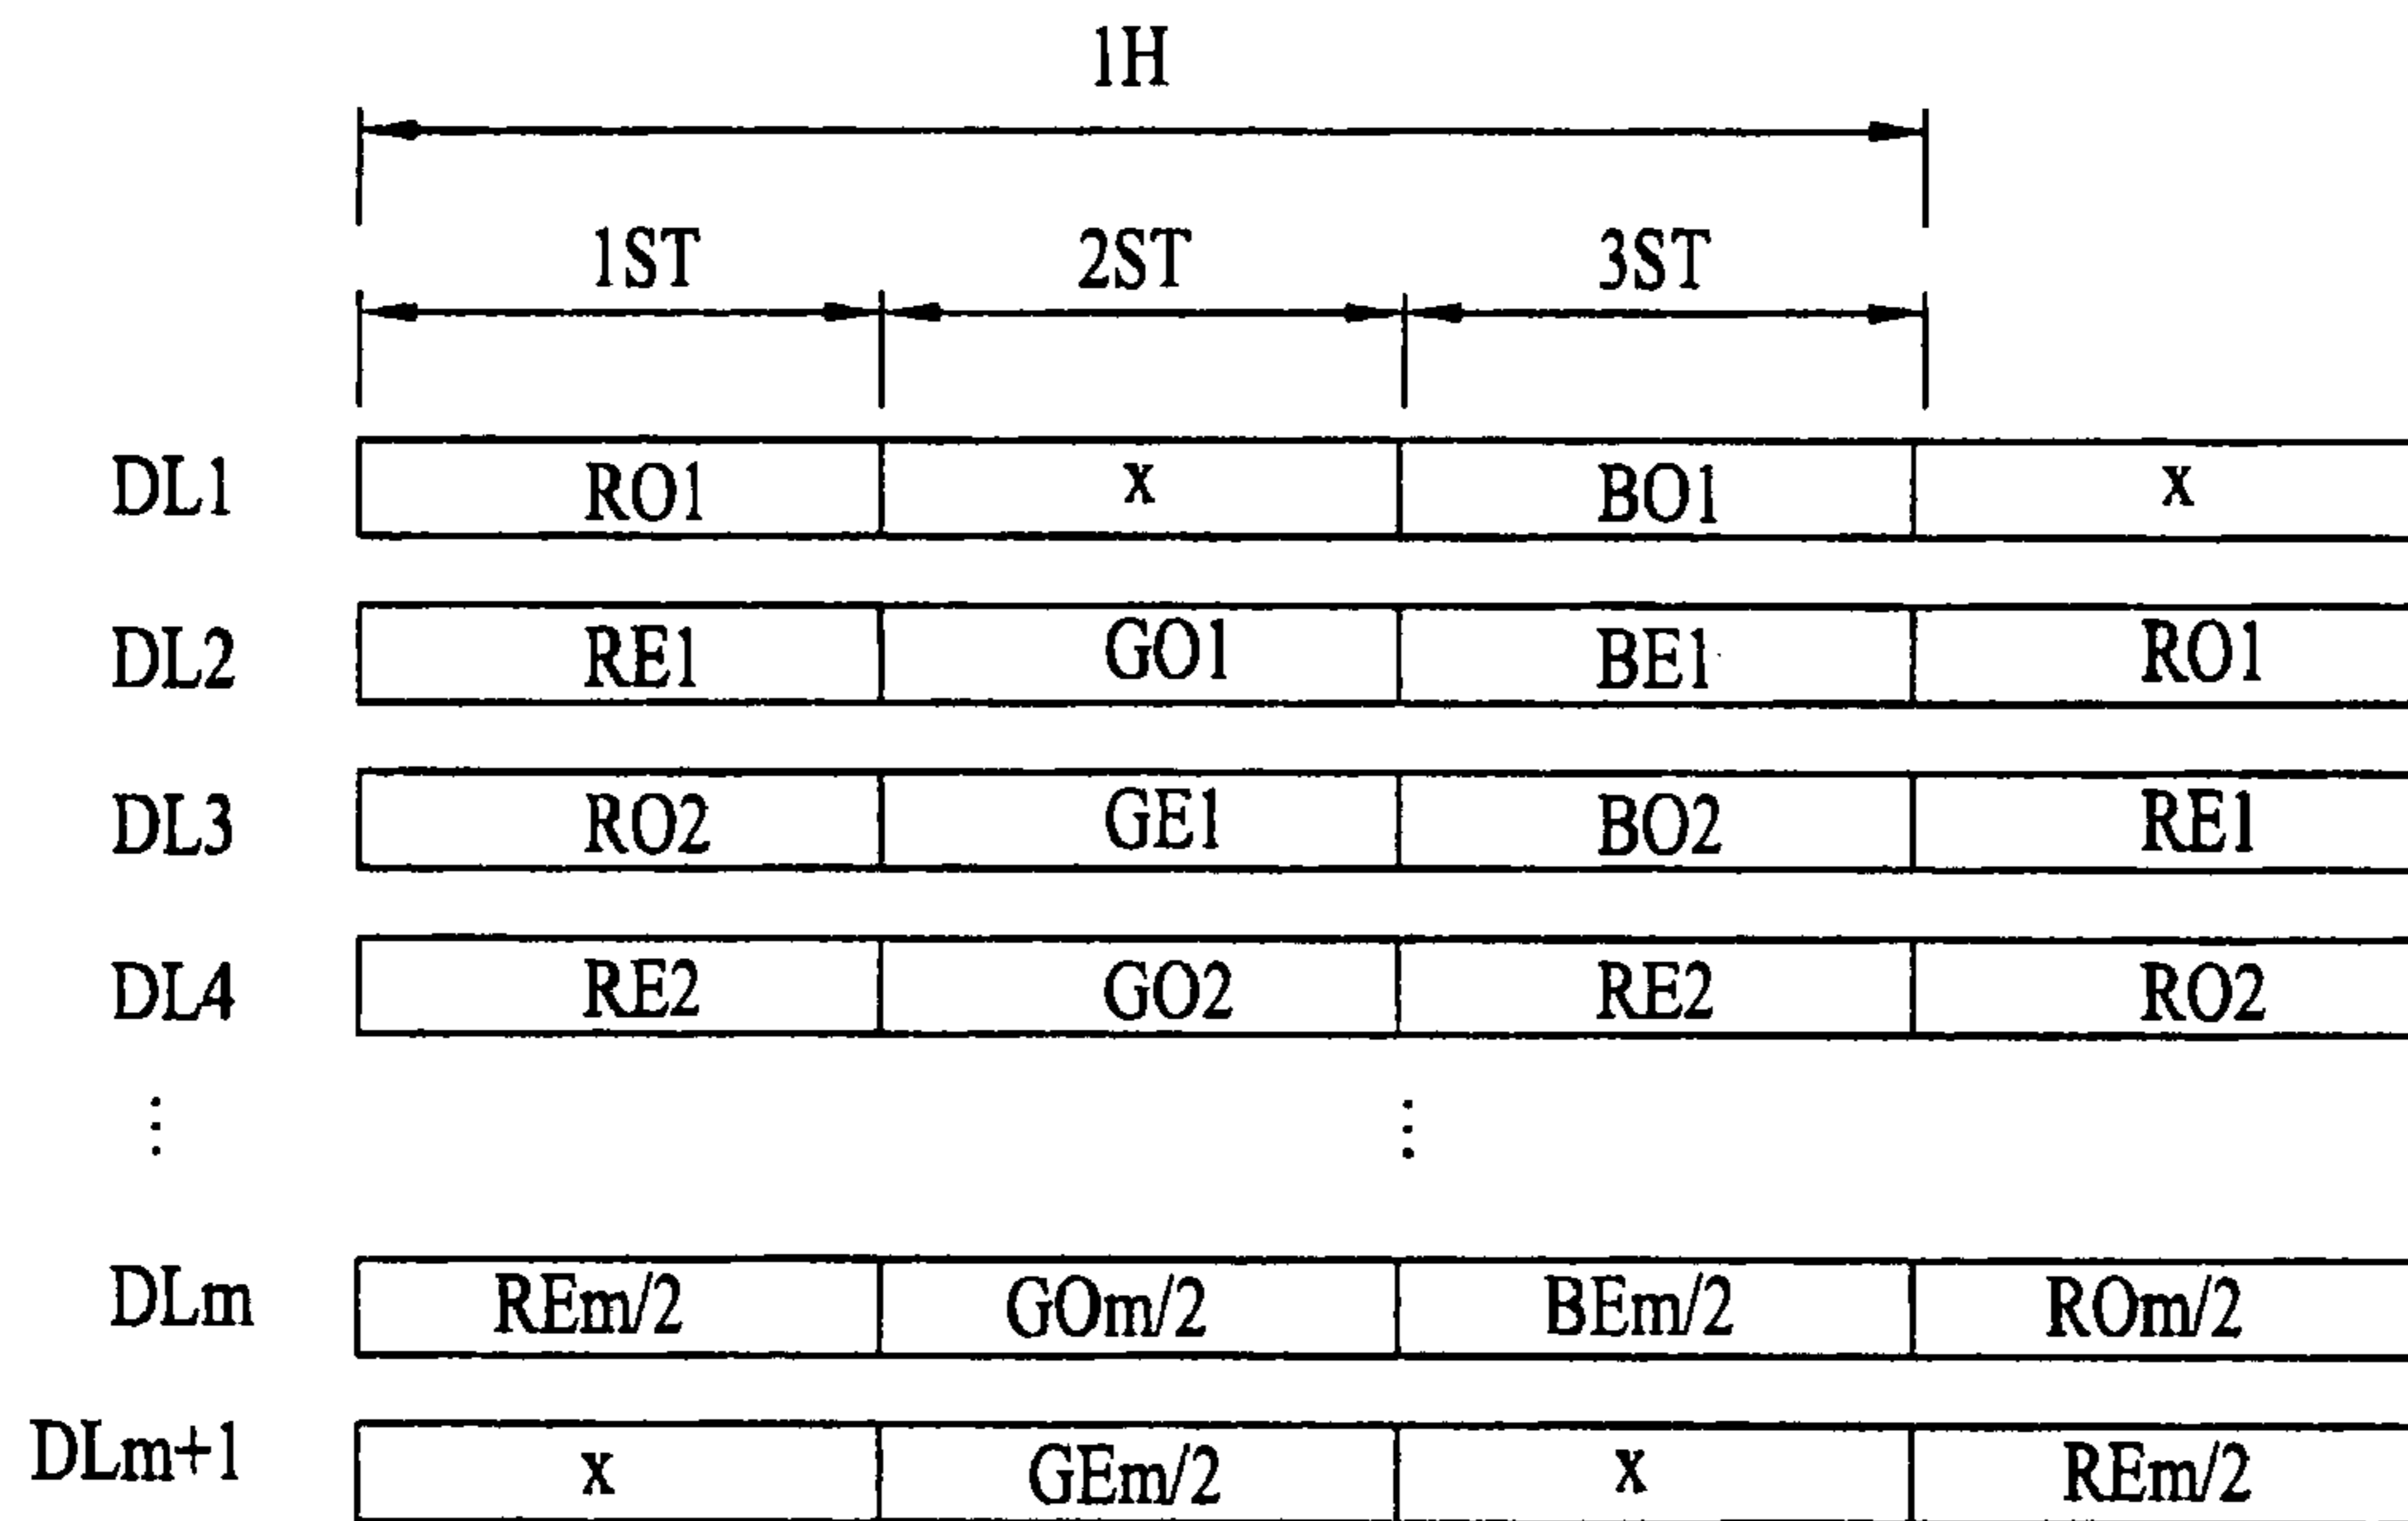 1H
1ST 2ST 3ST
DL1 RO1 x BO1 x
DL2 RE1 GO1 BE1 RO1
DL3 RO2 GE1 BO2 RE1
DL4 RE2 GO2 RE2 RO2
⋮ ⋮
DLm REm/2 GOm/2 BEm/2 ROm/2
DLm+1 x GEm/2 x REm/2